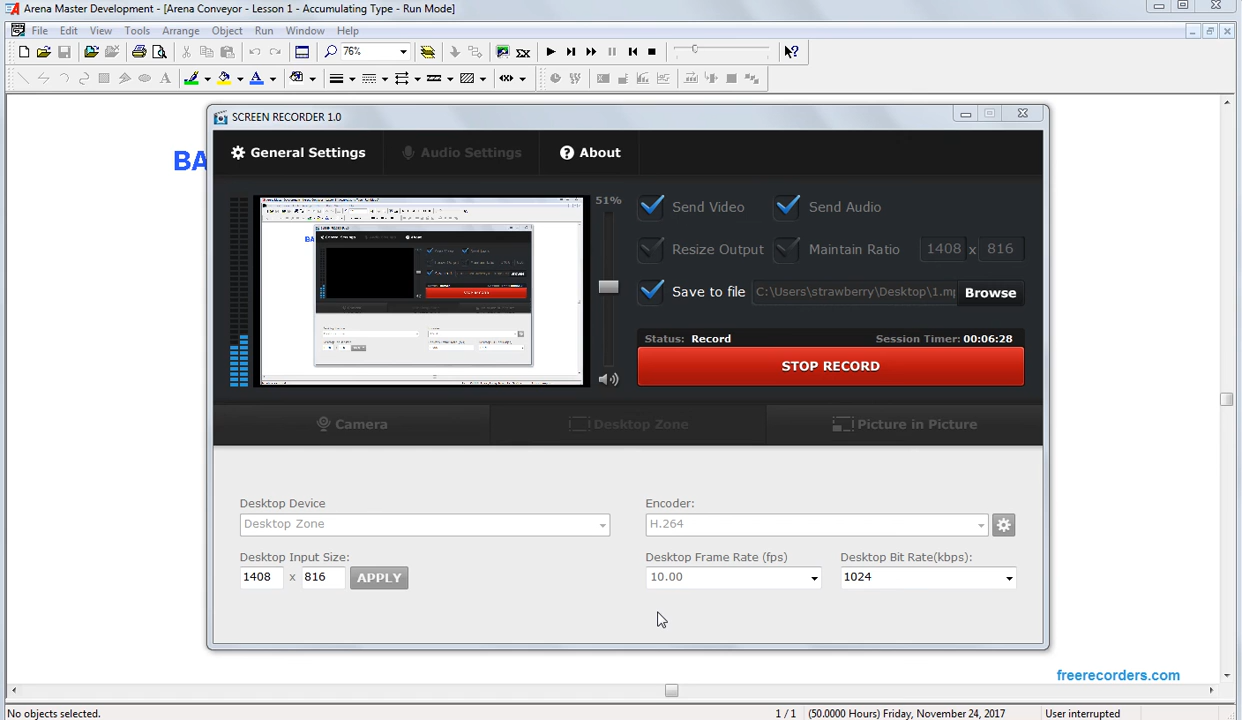 Arena Master Development - [Arena Conveyor - Lesson 1 - Accumulating Type - Run Mode]
File Edit View Tools Arrange Object Run Window Help
76%
BA
SCREEN RECORDER 1.0
General Settings Audio Settings About
51%
Send Video Send Audio
Resize Output Maintain Ratio 1408 x 816
Save to file C:\Users\strawberry\Desktop\1.mp Browse
Status: Record Session Timer: 00:06:28
STOP RECORD
Camera Desktop Zone Picture in Picture
Desktop Device Encoder:
Desktop Zone H.264
Desktop Input Size: Desktop Frame Rate (fps) Desktop Bit Rate(kbps):
1408 x 816 APPLY 10.00 1024
freerecorders.com
No objects selected. 1 / 1 (50.0000 Hours) Friday, November 24, 2017 User interrupted